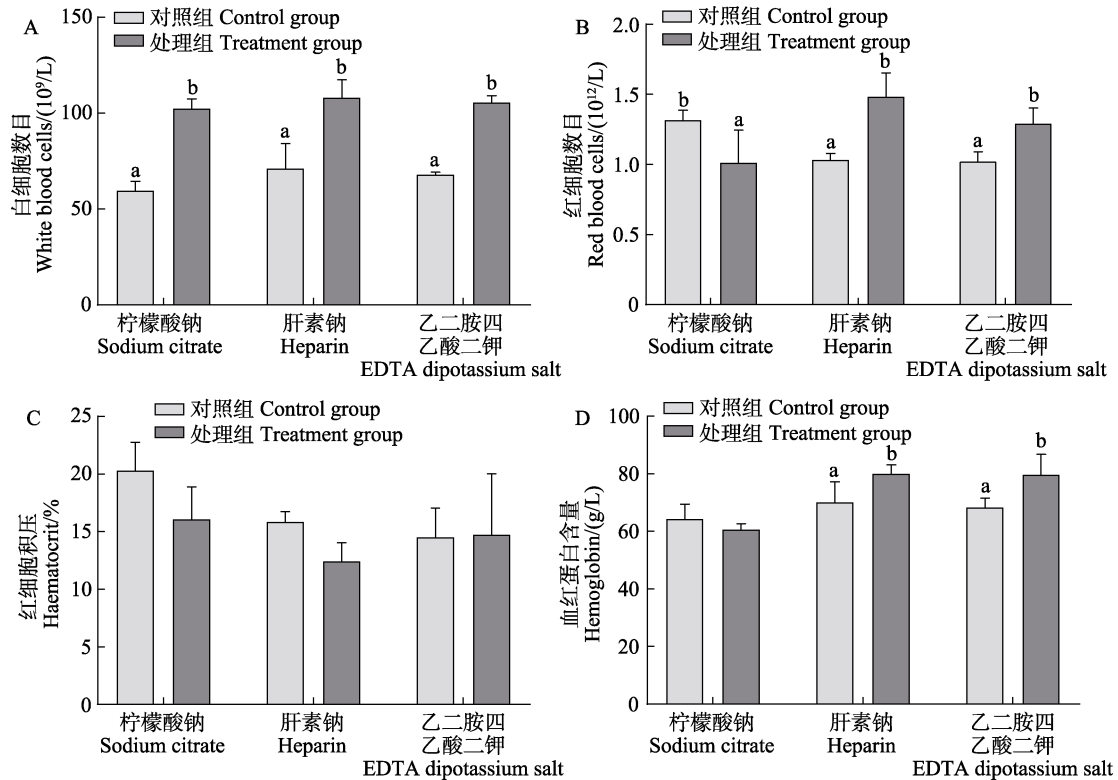 A
对照组 Control group
处理组 Treatment group
白细胞数目
White blood cells/(10⁹/L)
150
100
50
0
a
b
a
b
a
b
柠檬酸钠
Sodium citrate
肝素钠
Heparin
乙二胺四
乙酸二钾
EDTA dipotassium salt
B
对照组 Control group
处理组 Treatment group
红细胞数目
Red blood cells/(10¹²/L)
2.0
1.5
1.0
0.5
0
b
a
a
b
a
b
柠檬酸钠
Sodium citrate
肝素钠
Heparin
乙二胺四
乙酸二钾
EDTA dipotassium salt
C
对照组 Control group
处理组 Treatment group
红细胞积压
Haematocrit/%
25
20
15
10
5
0
柠檬酸钠
Sodium citrate
肝素钠
Heparin
乙二胺四
乙酸二钾
EDTA dipotassium salt
D
对照组 Control group
处理组 Treatment group
血红蛋白含量
Hemoglobin/(g/L)
100
80
60
40
20
0
a
b
a
b
柠檬酸钠
Sodium citrate
肝素钠
Heparin
乙二胺四
乙酸二钾
EDTA dipotassium salt